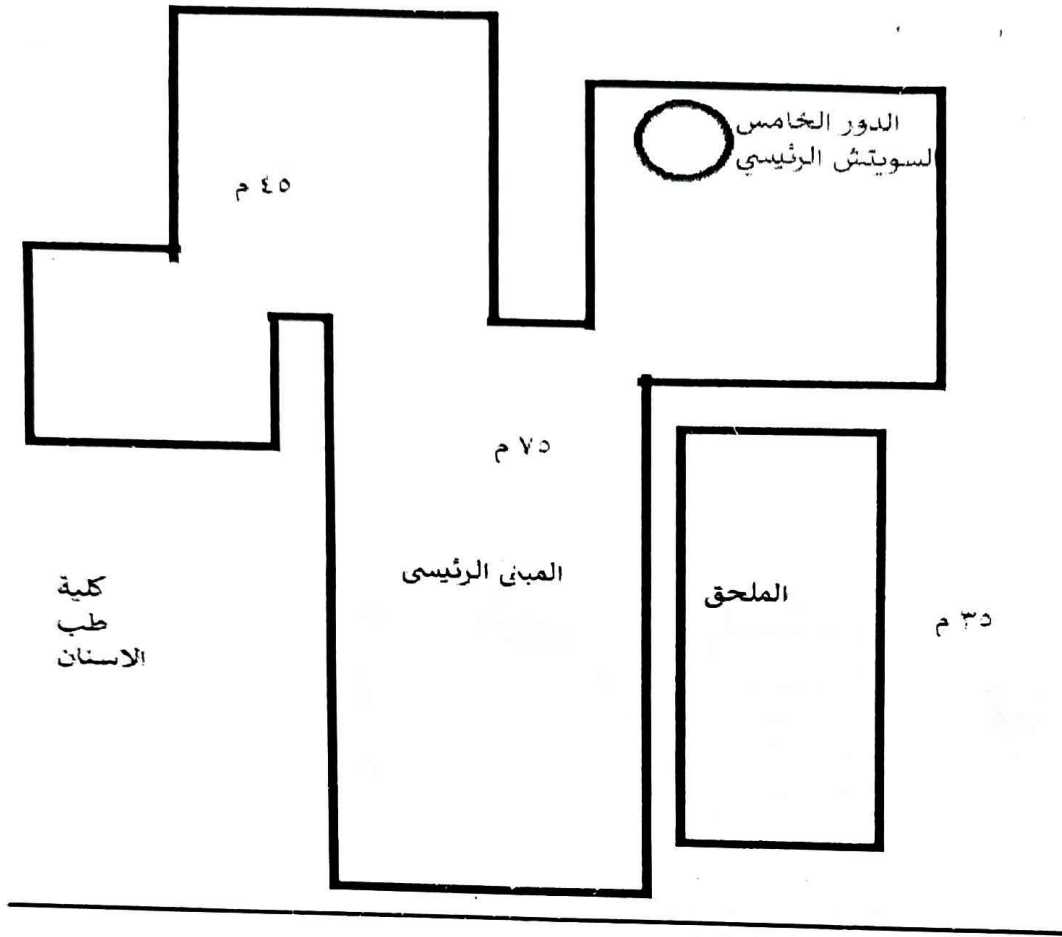 الدور الخامس
السويتش الرئيسي
٤٥ م
٧٥ م
المبنى الرئيسى
الملحق
٣٥ م
كلية
طب
الاسنان